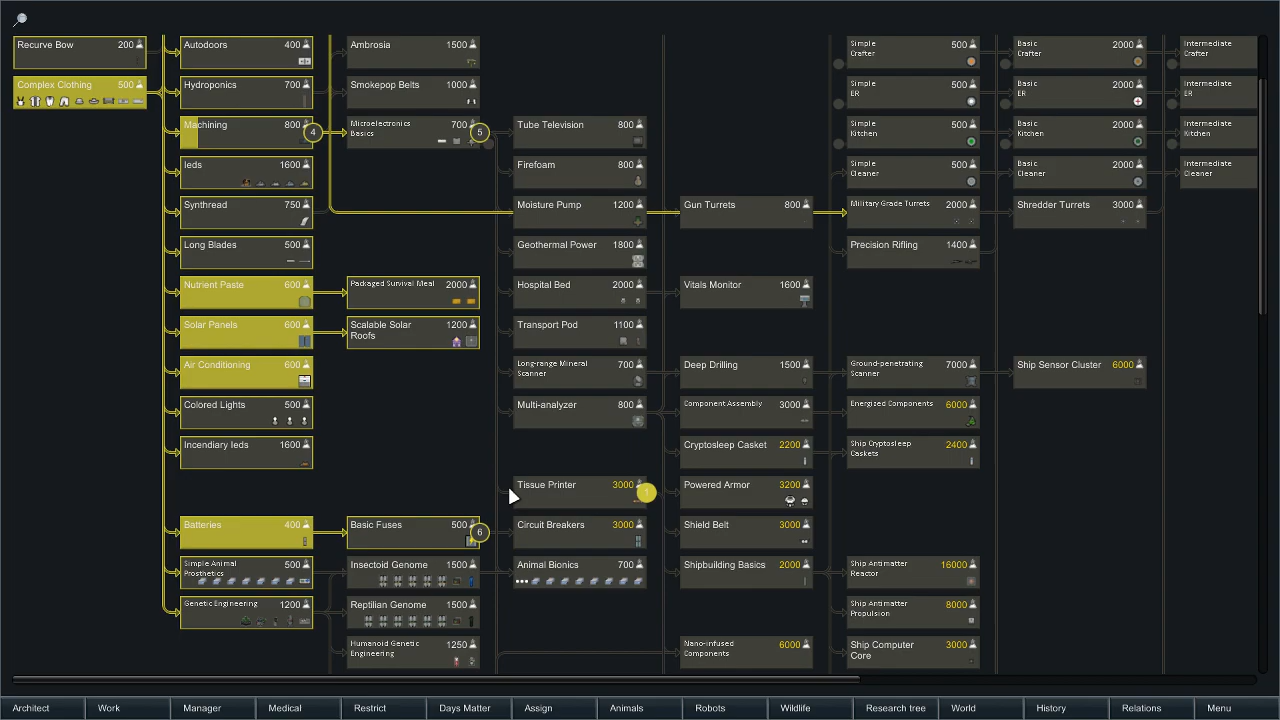 Recurve Bow 200
Autodoors 400
Ambrosia 1500
Simple Crafter 500
Basic Crafter 2000
Intermediate Crafter
Complex Clothing 500
Hydroponics 700
Smokepop Belts 1000
Simple ER 500
Basic ER 2000
Intermediate ER
Machining 800 4
Microelectronics Basics 700 5
Tube Television 800
Simple Kitchen 500
Basic Kitchen 2000
Intermediate Kitchen
Ieds 1600
Firefoam 800
Simple Cleaner 500
Basic Cleaner 2000
Intermediate Cleaner
Synthread 750
Moisture Pump 1200
Gun Turrets 800
Military Grade Turrets 2000
Shredder Turrets 3000
Long Blades 500
Geothermal Power 1800
Precision Rifling 1400
Nutrient Paste 600
Packaged Survival Meal 2000
Hospital Bed 2000
Vitals Monitor 1600
Solar Panels 600
Scalable Solar Roofs 1200
Transport Pod 1100
Air Conditioning 600
Long-range Mineral Scanner 700
Deep Drilling 1500
Ground-penetrating Scanner 7000
Ship Sensor Cluster 6000
Colored Lights 500
Multi-analyzer 800
Component Assembly 3000
Energized Components 6000
Incendiary Ieds 1600
Cryptosleep Casket 2200
Ship Cryptosleep Caskets 2400
Tissue Printer 3000 1
Powered Armor 3200
Batteries 400
Basic Fuses 500 6
Circuit Breakers 3000
Shield Belt 3000
Simple Animal Prosthetics 500
Insectoid Genome 1500
Animal Bionics 700
Shipbuilding Basics 2000
Ship Antimatter Reactor 16000
Genetic Engineering 1200
Reptilian Genome 1500
Ship Antimatter Propulsion 8000
Humanoid Genetic Engineering 1250
Nano-infused Components 6000
Ship Computer Core 3000
Architect Work Manager Medical Restrict Days Matter Assign Animals Robots Wildlife Research tree World History Relations Menu